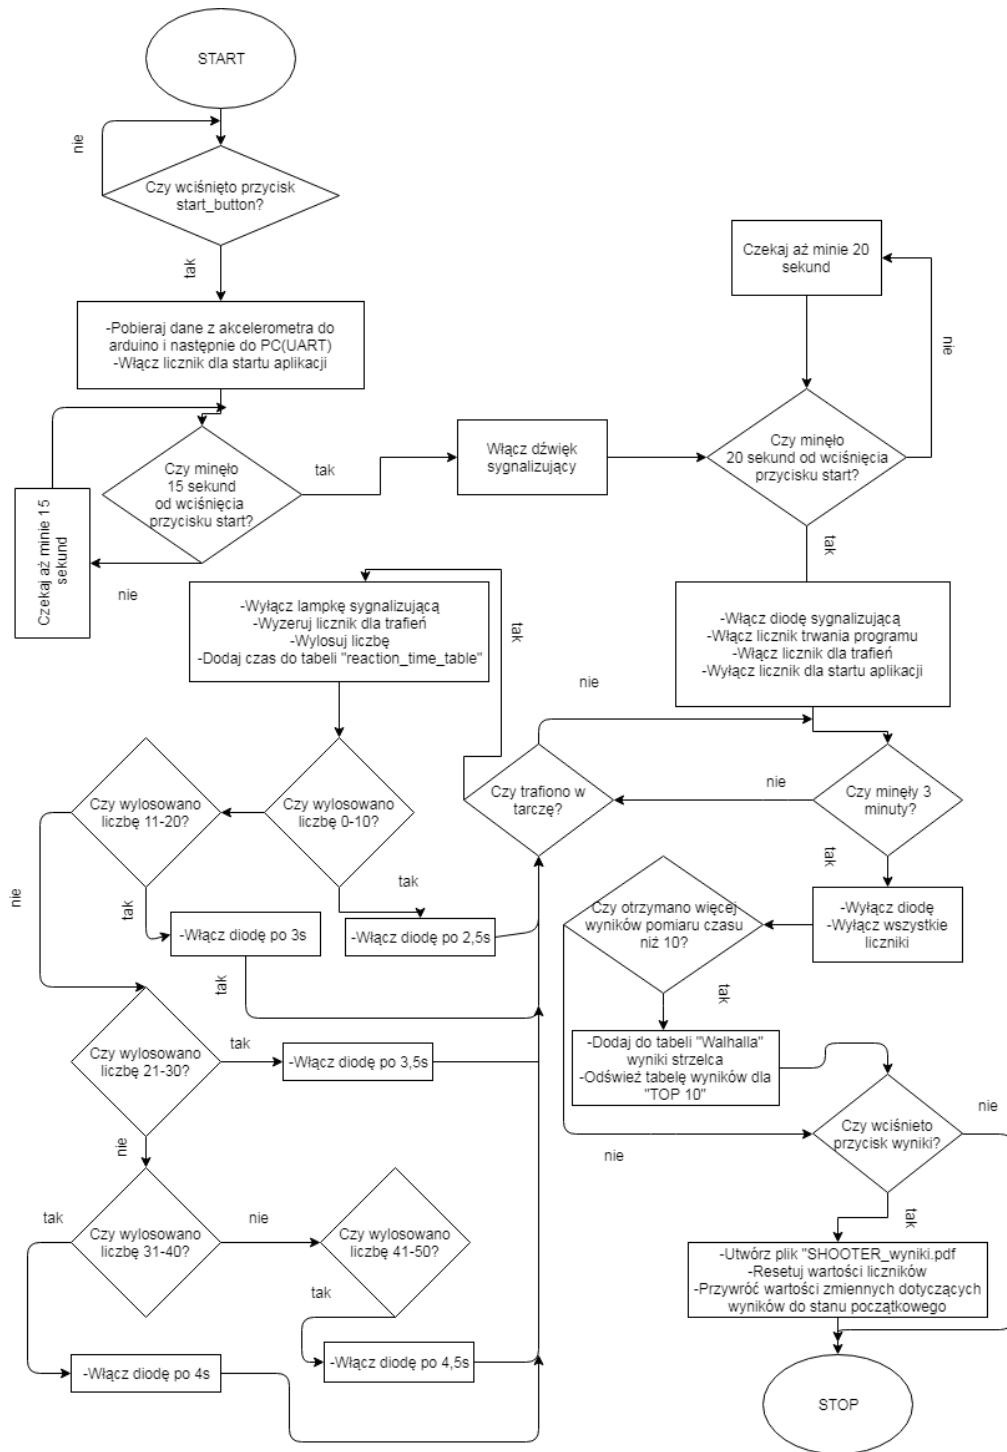 START
nie
Czy wciśnięto przycisk
start_button?
tak
-Pobieraj dane z akcelerometra do
arduino i następnie do PC(UART)
-Włącz licznik dla startu aplikacji
Czy minęło
15 sekund
od wciśnięcia
przycisku start?
tak
nie
Czekaj aż minie 15
sekund
Włącz dźwięk
sygnalizujący
Czekaj aż minie 20
sekund
nie
Czy minęło
20 sekund od wciśnięcia
przycisku start?
tak
-Włącz diodę sygnalizującą
-Włącz licznik trwania programu
-Włącz licznik dla trafień
-Wyłącz licznik dla startu aplikacji
nie
Czy minęły 3
minuty?
nie
tak
Czy trafiono w
tarczę?
tak
-Wyłącz lampkę sygnalizującą
-Wyzeruj licznik dla trafień
-Wylosuj liczbę
-Dodaj czas do tabeli "reaction_time_table"
Czy wylosowano
liczbę 0-10?
tak
-Włącz diodę po 2,5s
Czy wylosowano
liczbę 11-20?
nie
tak
-Włącz diodę po 3s
tak
Czy wylosowano
liczbę 21-30?
tak
-Włącz diodę po 3,5s
nie
Czy wylosowano
liczbę 31-40?
tak
nie
-Włącz diodę po 4s
Czy wylosowano
liczbę 41-50?
tak
-Włącz diodę po 4,5s
-Wyłącz diodę
-Wyłącz wszystkie
liczniki
Czy otrzymano więcej
wyników pomiaru czasu
niż 10?
tak
nie
-Dodaj do tabeli "Walhalla"
wyniki strzelca
-Odśwież tabelę wyników dla
"TOP 10"
Czy wciśnieto
przycisk wyniki?
nie
tak
-Utwórz plik "SHOOTER_wyniki.pdf
-Resetuj wartości liczników
-Przywróć wartości zmiennych dotyczących
wyników do stanu początkowego
STOP